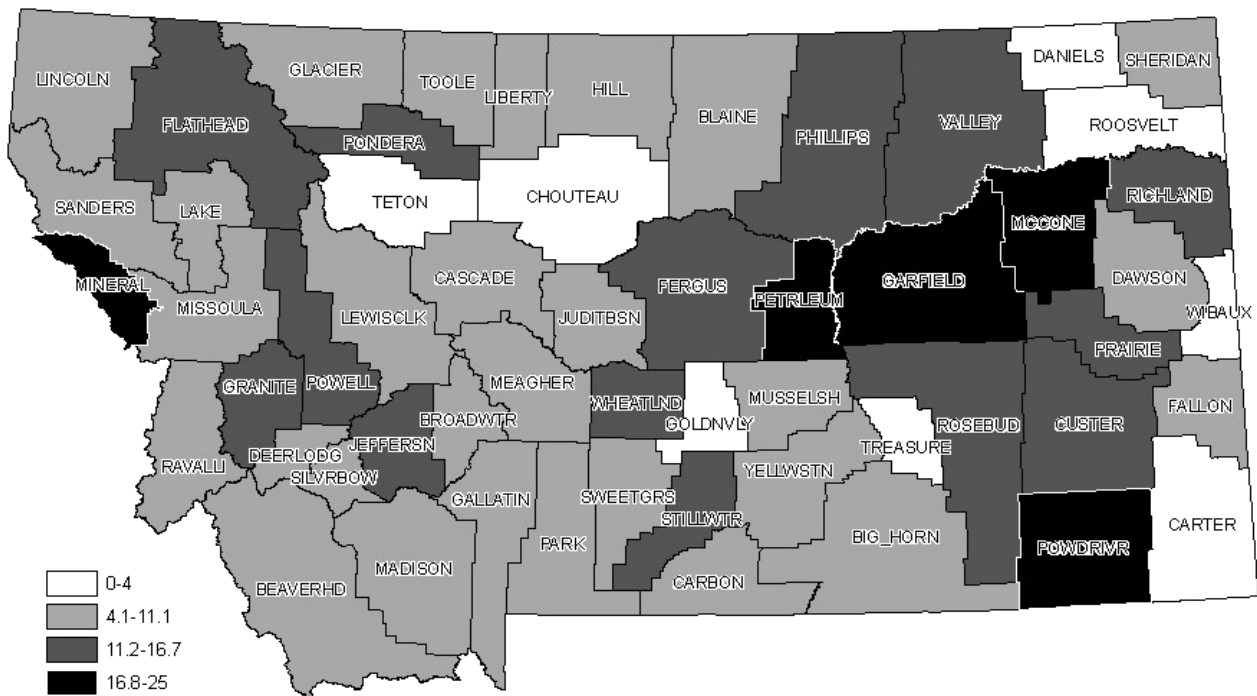 LINCOLN
FLATHEAD
GLACIER
TOOLE
LIBERTY
HILL
BLAINE
PHILLIPS
VALLEY
DANIELS
SHERIDAN
ROOSVELT
PONDERA
TETON
CHOUTEAU
RICHLAND
MCCONE
GARFIELD
DAWSON
WIBAUX
SANDERS
LAKE
MINERAL
MISSOULA
LEWISCLK
CASCADE
JUDITBSN
FERGUS
PETRLEUM
PRAIRIE
GRANITE
POWELL
MEAGHER
BROADWTR
WHEATLND
GOLDNVLY
MUSSELSH
TREASURE
ROSEBUD
CUSTER
FALLON
RAVALLI
DEERLODG
SILVRBOW
JEFFERSN
GALLATIN
PARK
SWEETGRS
STILLWTR
YELLWSTN
BIG_HORN
CARBON
POWDRIVR
CARTER
BEAVERHD
MADISON
0-4
4.1-11.1
11.2-16.7
16.8-25